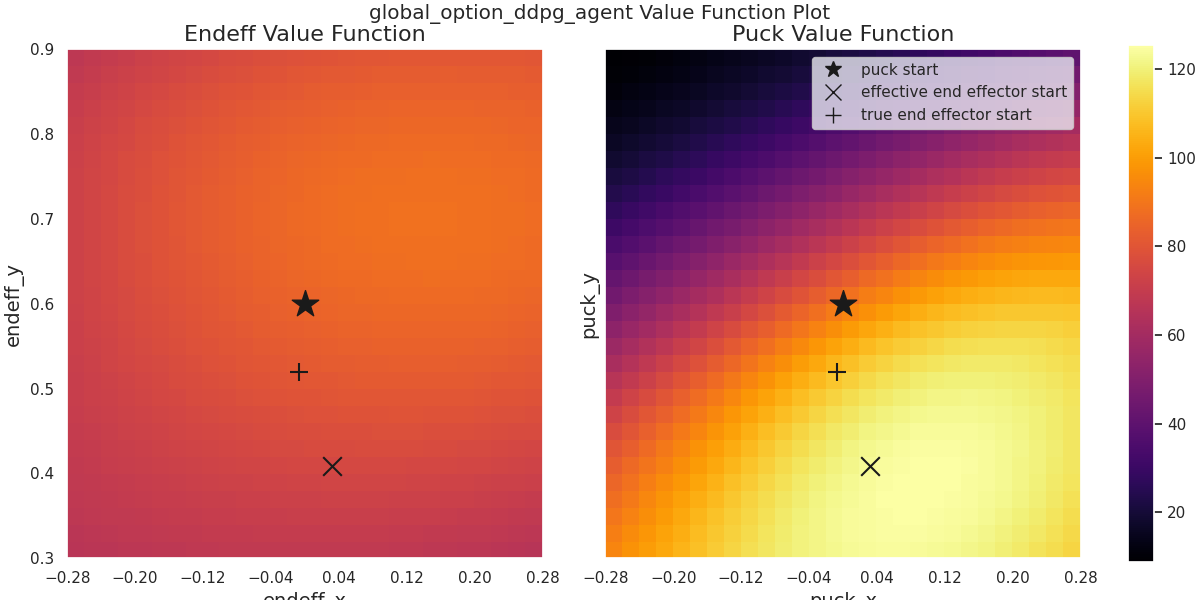 global_option_ddpg_agent Value Function Plot
Endeff Value Function
Puck Value Function
0.9
0.8
0.7
0.6
0.5
0.4
0.3
endeff_y
−0.28 −0.20 −0.12 −0.04 0.04 0.12 0.20 0.28
endeff_x
puck start
effective end effector start
true end effector start
puck_y
−0.28 −0.20 −0.12 −0.04 0.04 0.12 0.20 0.28
puck_x
120
100
80
60
40
20